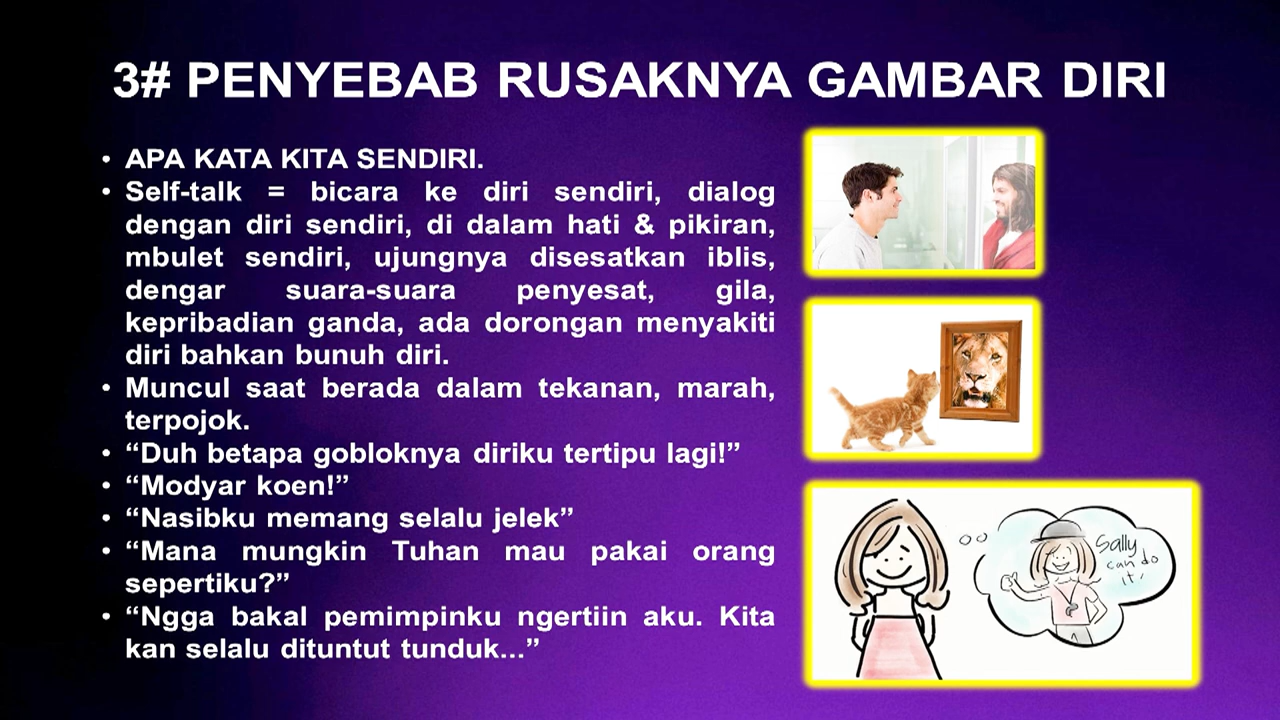 3# PENYEBAB RUSAKNYA GAMBAR DIRI
• APA KATA KITA SENDIRI.
• Self-talk = bicara ke diri sendiri, dialog
dengan diri sendiri, di dalam hati & pikiran,
mbulet sendiri, ujungnya disesatkan iblis,
dengar suara-suara penyesat, gila,
kepribadian ganda, ada dorongan menyakiti
diri bahkan bunuh diri.
• Muncul saat berada dalam tekanan, marah,
terpojok.
• “Duh betapa gobloknya diriku tertipu lagi!”
• “Modyar koen!”
• “Nasibku memang selalu jelek”
• “Mana mungkin Tuhan mau pakai orang
sepertiku?”
• “Ngga bakal pemimpinku ngertiin aku. Kita
kan selalu dituntut tunduk...”
Sally
can do
it!